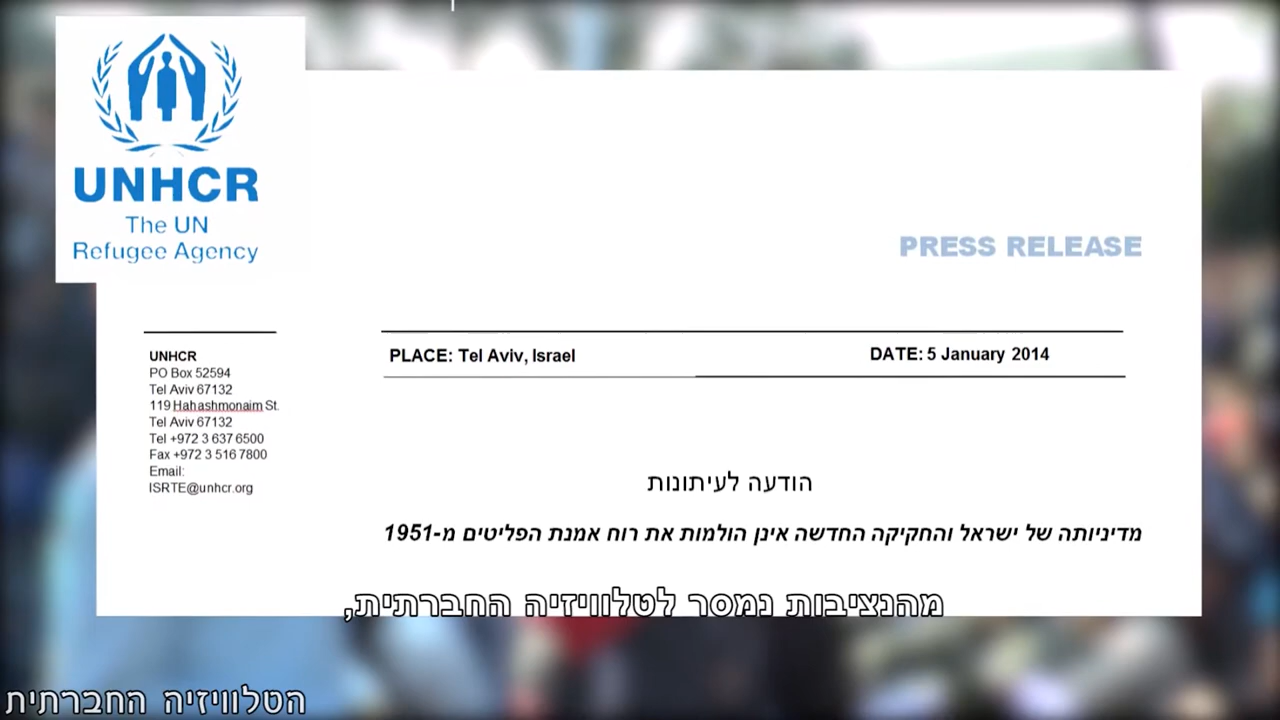 UNHCR
The UN
Refugee Agency
PRESS RELEASE
PLACE: Tel Aviv, Israel
DATE: 5 January 2014
UNHCR
PO Box 52594
Tel Aviv 67132
119 Hahashmonaim St.
Tel Aviv 67132
Tel +972 3 637 6500
Fax +972 3 516 7800
Email:
ISRTE@unhcr.org
הודעה לעיתונות
מדיניותה של ישראל והחקיקה החדשה אינן הולמות את רוח אמנת הפליטים מ-1951
מהנציבות נמסר לטלוויזיה החברתית,
הטלוויזיה החברתית